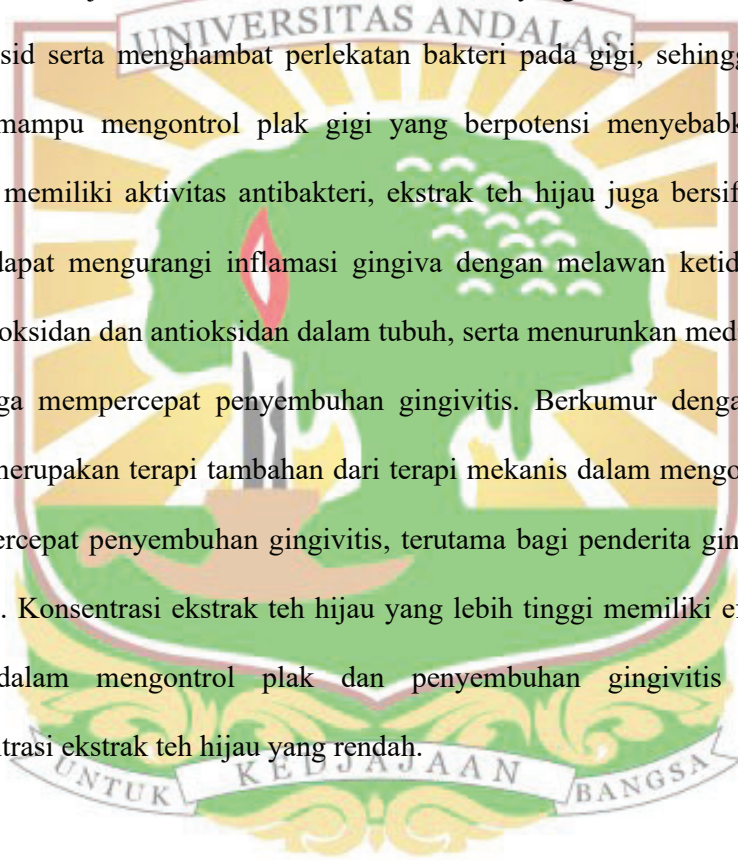 UNIVERSITAS ANDALAS
sid serta menghambat perlekatan bakteri pada gigi, sehingg
mampu mengontrol plak gigi yang berpotensi menyebabk
memiliki aktivitas antibakteri, ekstrak teh hijau juga bersif
dapat mengurangi inflamasi gingiva dengan melawan ketid
oksidan dan antioksidan dalam tubuh, serta menurunkan med
ga mempercepat penyembuhan gingivitis. Berkumur denga
merupakan terapi tambahan dari terapi mekanis dalam mengo
ercepat penyembuhan gingivitis, terutama bagi penderita gin
. Konsentrasi ekstrak teh hijau yang lebih tinggi memiliki e
dalam mengontrol plak dan penyembuhan gingivitis
trasi ekstrak teh hijau yang rendah.
UNTUK KEDJAJAAN BANGSA